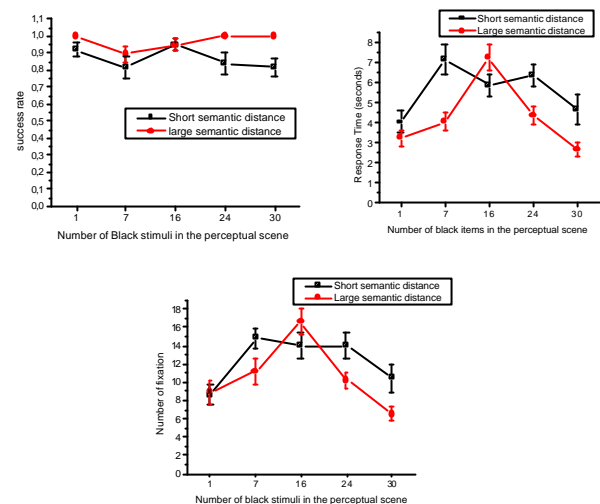 1,1
1,0
0,9
0,8
0,7
0,6
0,5
0,4
0,3
0,2
0,1
0,0
success rate
Short semantic distance
large semantic distance
1 7 16 24 30
Number of Black stimuli in the perceptual scene
Short semantic distance
Large semantic distance
8
7
6
5
4
3
2
1
0
Response Time (seconds)
1 7 16 24 30
Number of black items in the perceptual scene
Short semantic distance
Large semantic distance
18
16
14
12
10
8
6
4
2
0
Number of fixation
1 7 16 24 30
Number of black stimuli in the perceptual scene